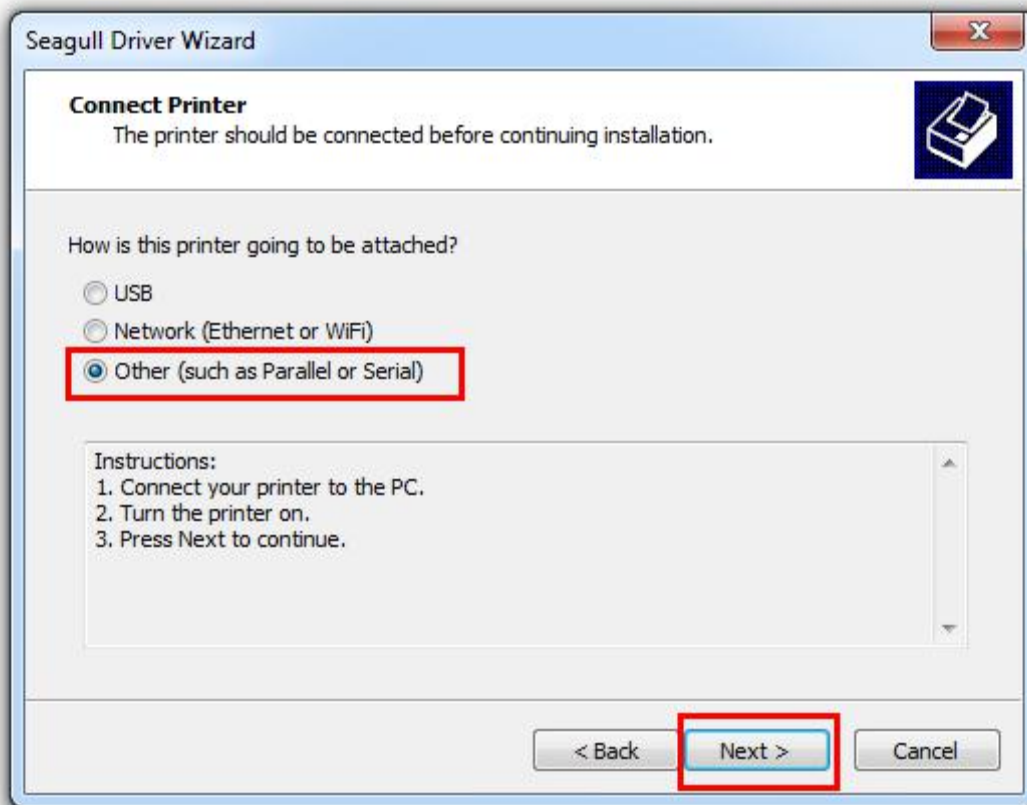 Seagull Driver Wizard
Connect Printer
The printer should be connected before continuing installation.
How is this printer going to be attached?
USB
Network (Ethernet or WiFi)
Other (such as Parallel or Serial)
Instructions:
1. Connect your printer to the PC.
2. Turn the printer on.
3. Press Next to continue.
< Back Next > Cancel